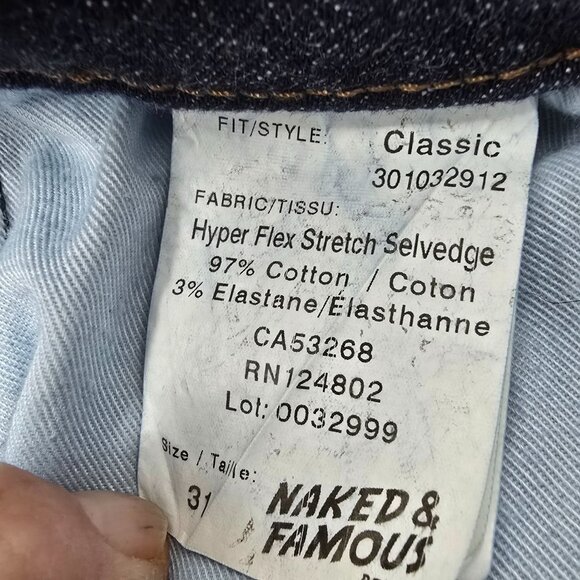 FIT/STYLE: Classic
301032912
FABRIC/TISSU:
Hyper Flex Stretch Selvedge
97% Cotton / Coton
3% Elastane/Élasthanne
CA53268
RN124802
Lot: 0032999
Size / Taille:
31
NAKED &
FAMOUS